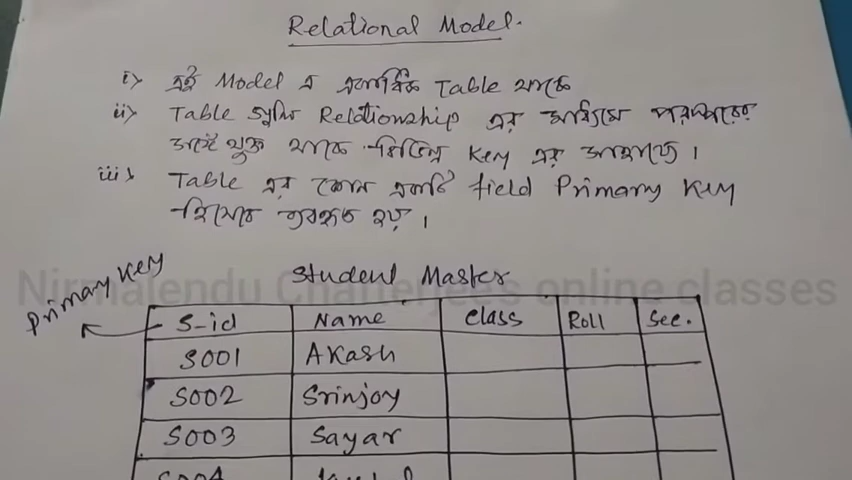 Relational Model.
i> এই Model এ একাধিক Table থাকে
ii> Table গুলি Relationship এর মাধ্যমে পরস্পরের
সাথে যুক্ত থাকে বিভিন্ন Key এর সাহায্যে।
iii> Table এর কোন একটি field Primary Key
হিসেবে ব্যবহৃত হয়।
Nirmalendu Chatterjee's online classes
Student Master
Primary Key
S-id Name Class Roll Sec.
S001 Akash
S002 Srinjoy
S003 Sayar
S004